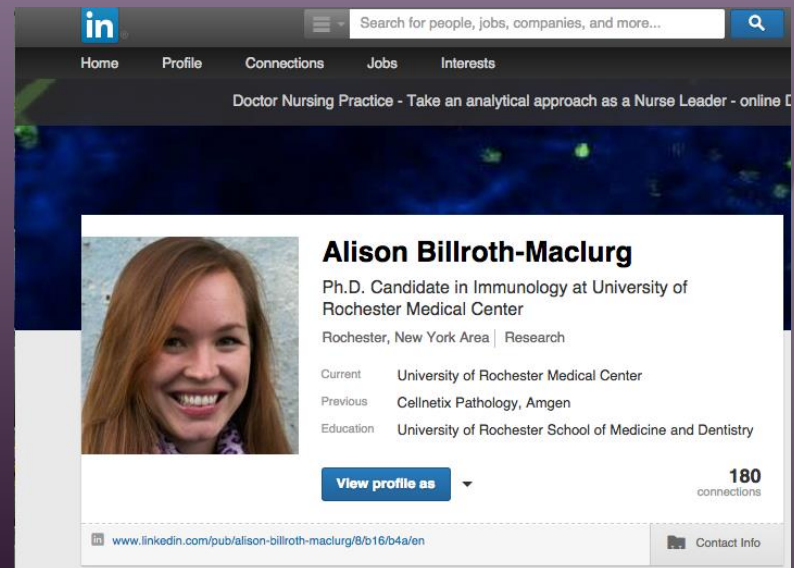 in
Search for people, jobs, companies, and more...
Home Profile Connections Jobs Interests
Doctor Nursing Practice - Take an analytical approach as a Nurse Leader - online
Alison Billroth-Maclurg
Ph.D. Candidate in Immunology at University of
Rochester Medical Center
Rochester, New York Area Research
Current University of Rochester Medical Center
Previous Cellnetix Pathology, Amgen
Education University of Rochester School of Medicine and Dentistry
View profile as
180
connections
in www.linkedin.com/pub/alison-billroth-maclurg/8/b16/b4a/en
Contact Info